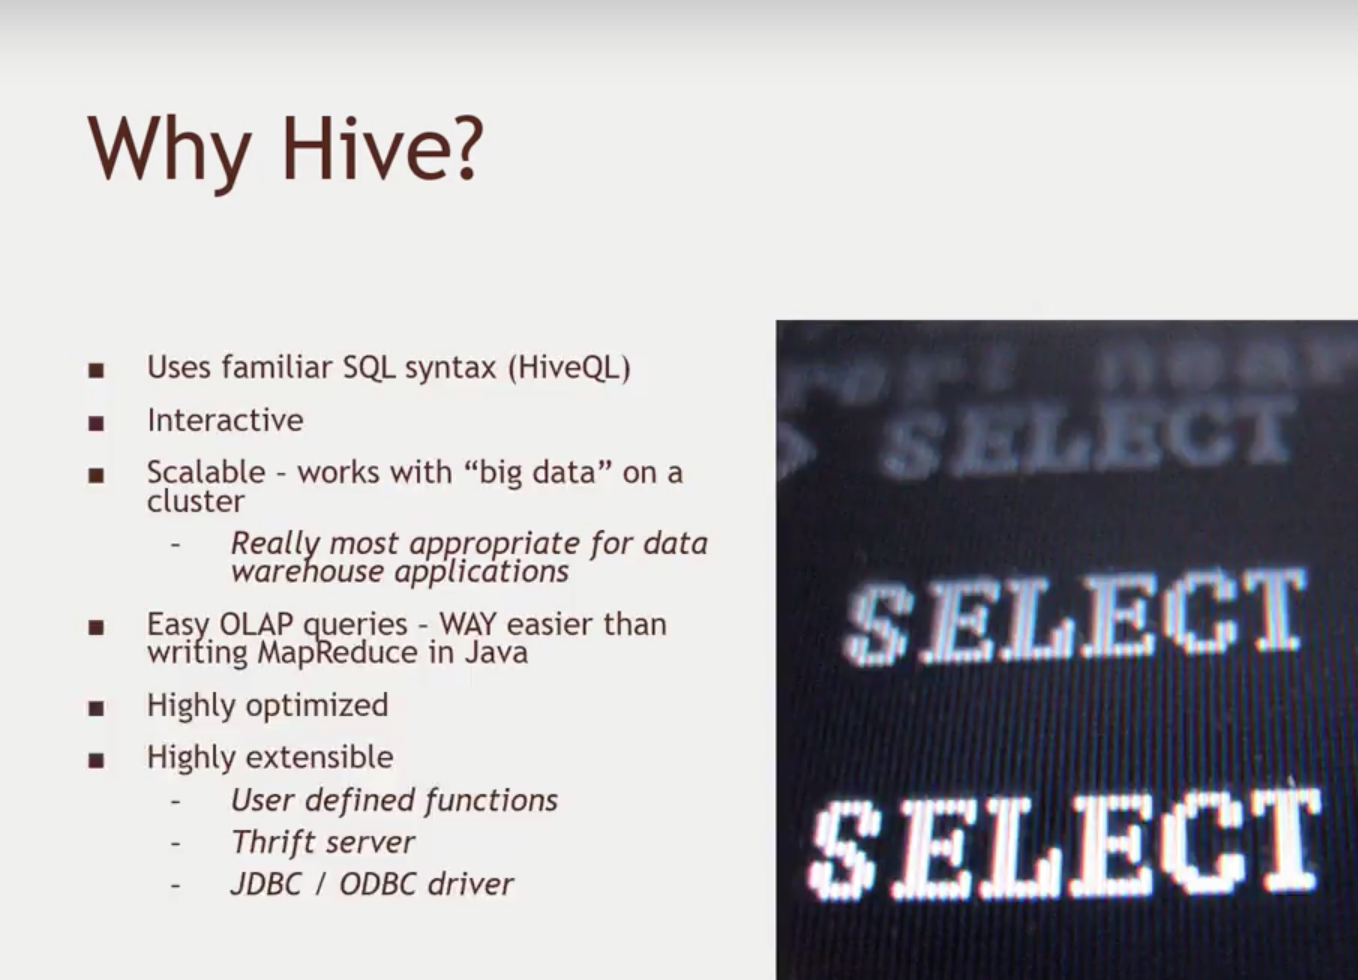 Why Hive?
■ Uses familiar SQL syntax (HiveQL)
■ Interactive
■ Scalable – works with “big data” on a
cluster
- Really most appropriate for data
warehouse applications
■ Easy OLAP queries – WAY easier than
writing MapReduce in Java
■ Highly optimized
■ Highly extensible
- User defined functions
- Thrift server
- JDBC / ODBC driver
near
> SELECT
SELECT
SELECT